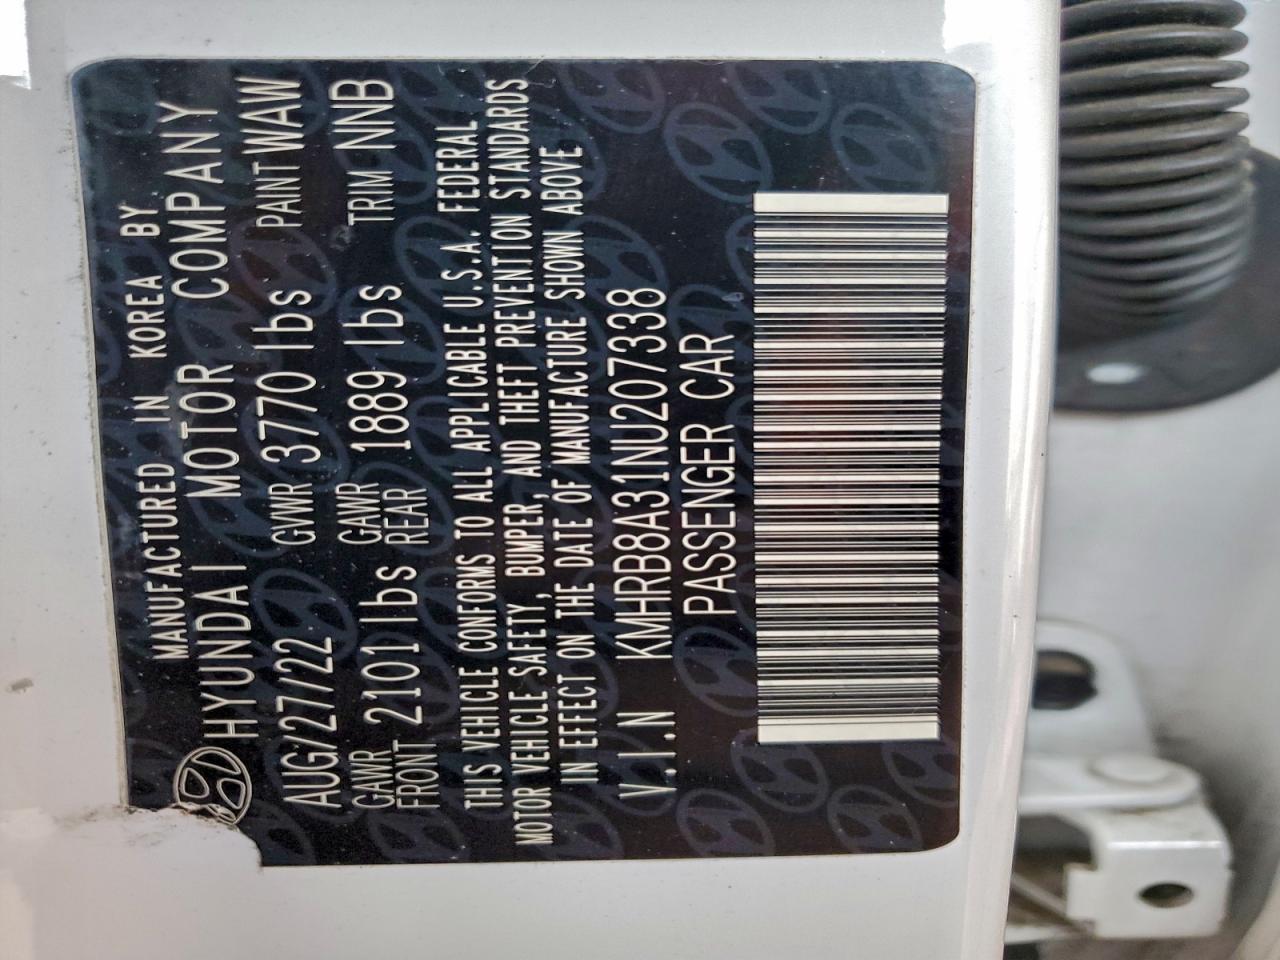 MANUFACTURED IN KOREA BY
HYUNDAI MOTOR COMPANY
AUG/27/22 GVWR 3770 lbs PAINT WAW
GAWR FRONT 2101 lbs GAWR REAR 1889 lbs TRIM NNB
THIS VEHICLE CONFORMS TO ALL APPLICABLE U.S.A. FEDERAL
MOTOR VEHICLE SAFETY, BUMPER, AND THEFT PREVENTION STANDARDS
IN EFFECT ON THE DATE OF MANUFACTURE SHOWN ABOVE
V.I.N KMHRB8A31NU207338
PASSENGER CAR